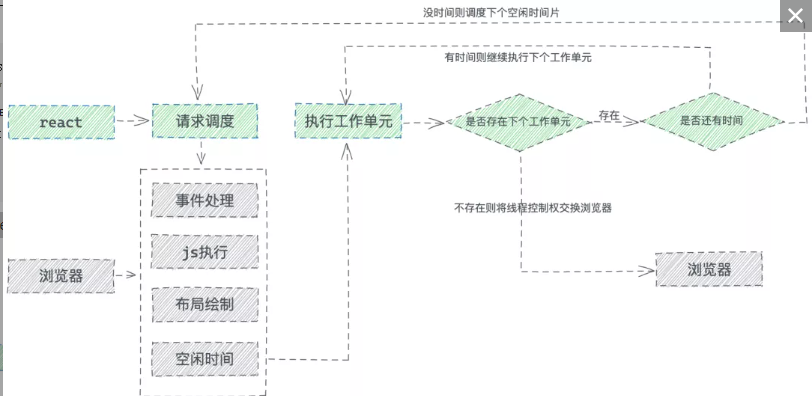 没时间则调度下个空闲时间片
有时间则继续执行下个工作单元
react
请求调度
执行工作单元
是否存在下个工作单元
存在
是否还有时间
事件处理
不存在则将线程控制权交换浏览器
js执行
浏览器
浏览器
布局绘制
空闲时间